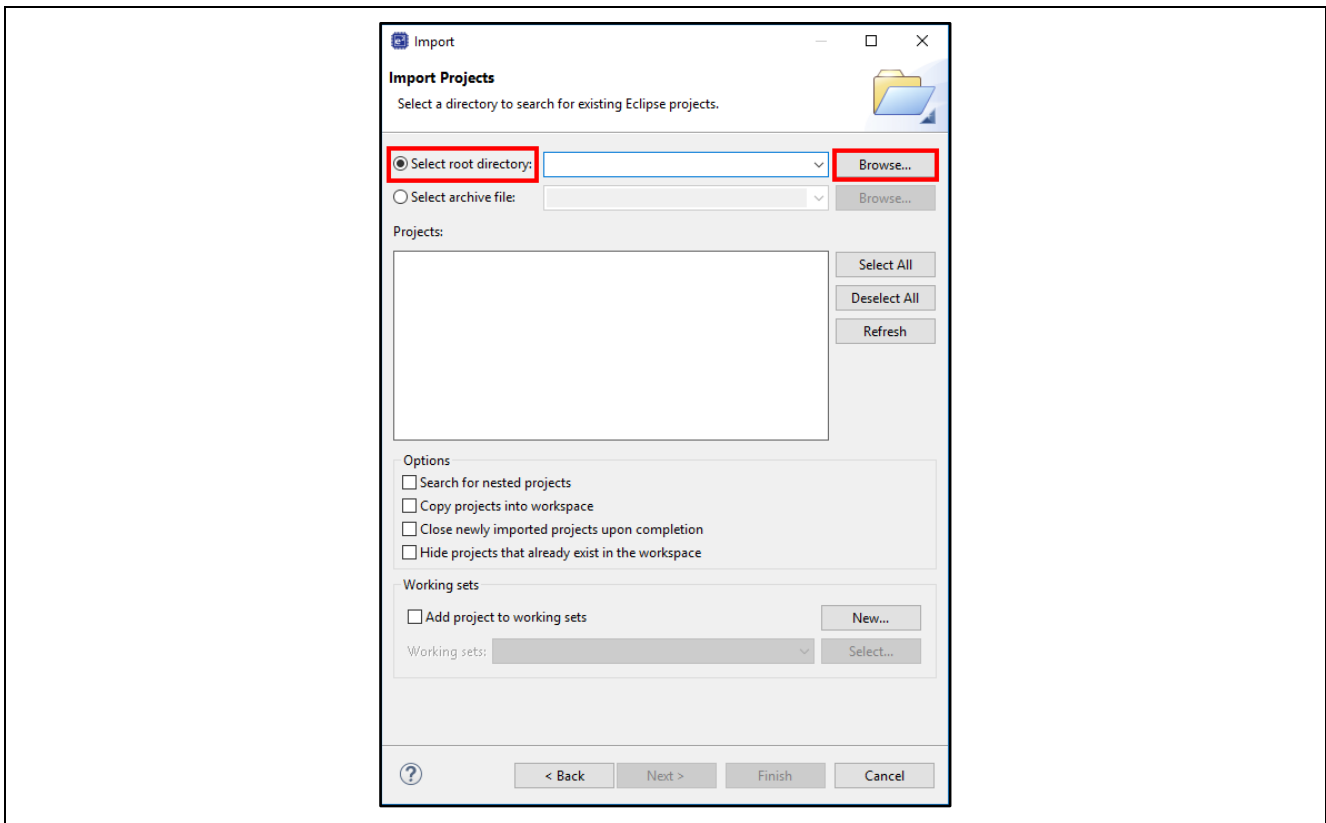 Import
Import Projects
Select a directory to search for existing Eclipse projects.
Select root directory: Browse...
Select archive file: Browse...
Projects:
Select All
Deselect All
Refresh
Options
Search for nested projects
Copy projects into workspace
Close newly imported projects upon completion
Hide projects that already exist in the workspace
Working sets
Add project to working sets New...
Working sets: Select...
? < Back Next > Finish Cancel